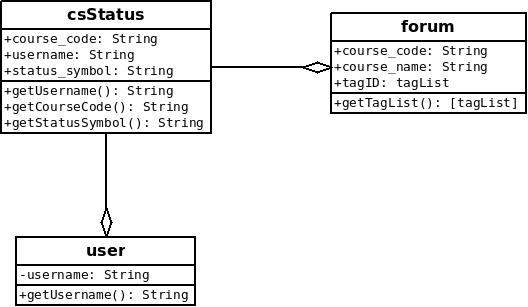 csStatus
+course_code: String
+username: String
+status_symbol: String
+getUsername(): String
+getCourseCode(): String
+getStatusSymbol(): String
forum
+course_code: String
+course_name: String
+tagID: tagList
+getTagList(): [tagList]
user
-username: String
+getUsername(): String